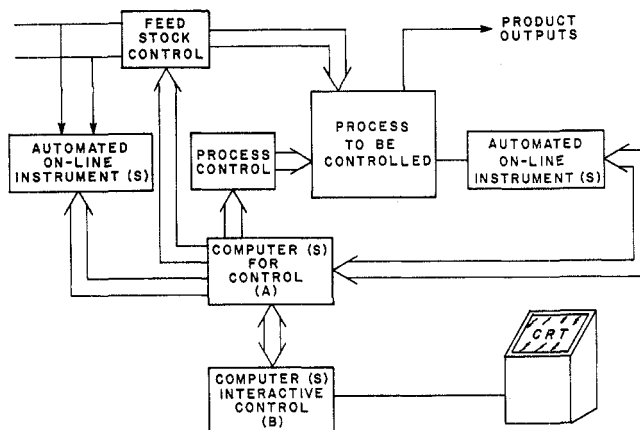 FEED
STOCK
CONTROL
PRODUCT
OUTPUTS
AUTOMATED
ON-LINE
INSTRUMENT (S)
PROCESS
CONTROL
PROCESS
TO BE
CONTROLLED
AUTOMATED
ON-LINE
INSTRUMENT (S)
COMPUTER (S)
FOR
CONTROL
(A)
CRT
COMPUTER (S)
INTERACTIVE
CONTROL
(B)